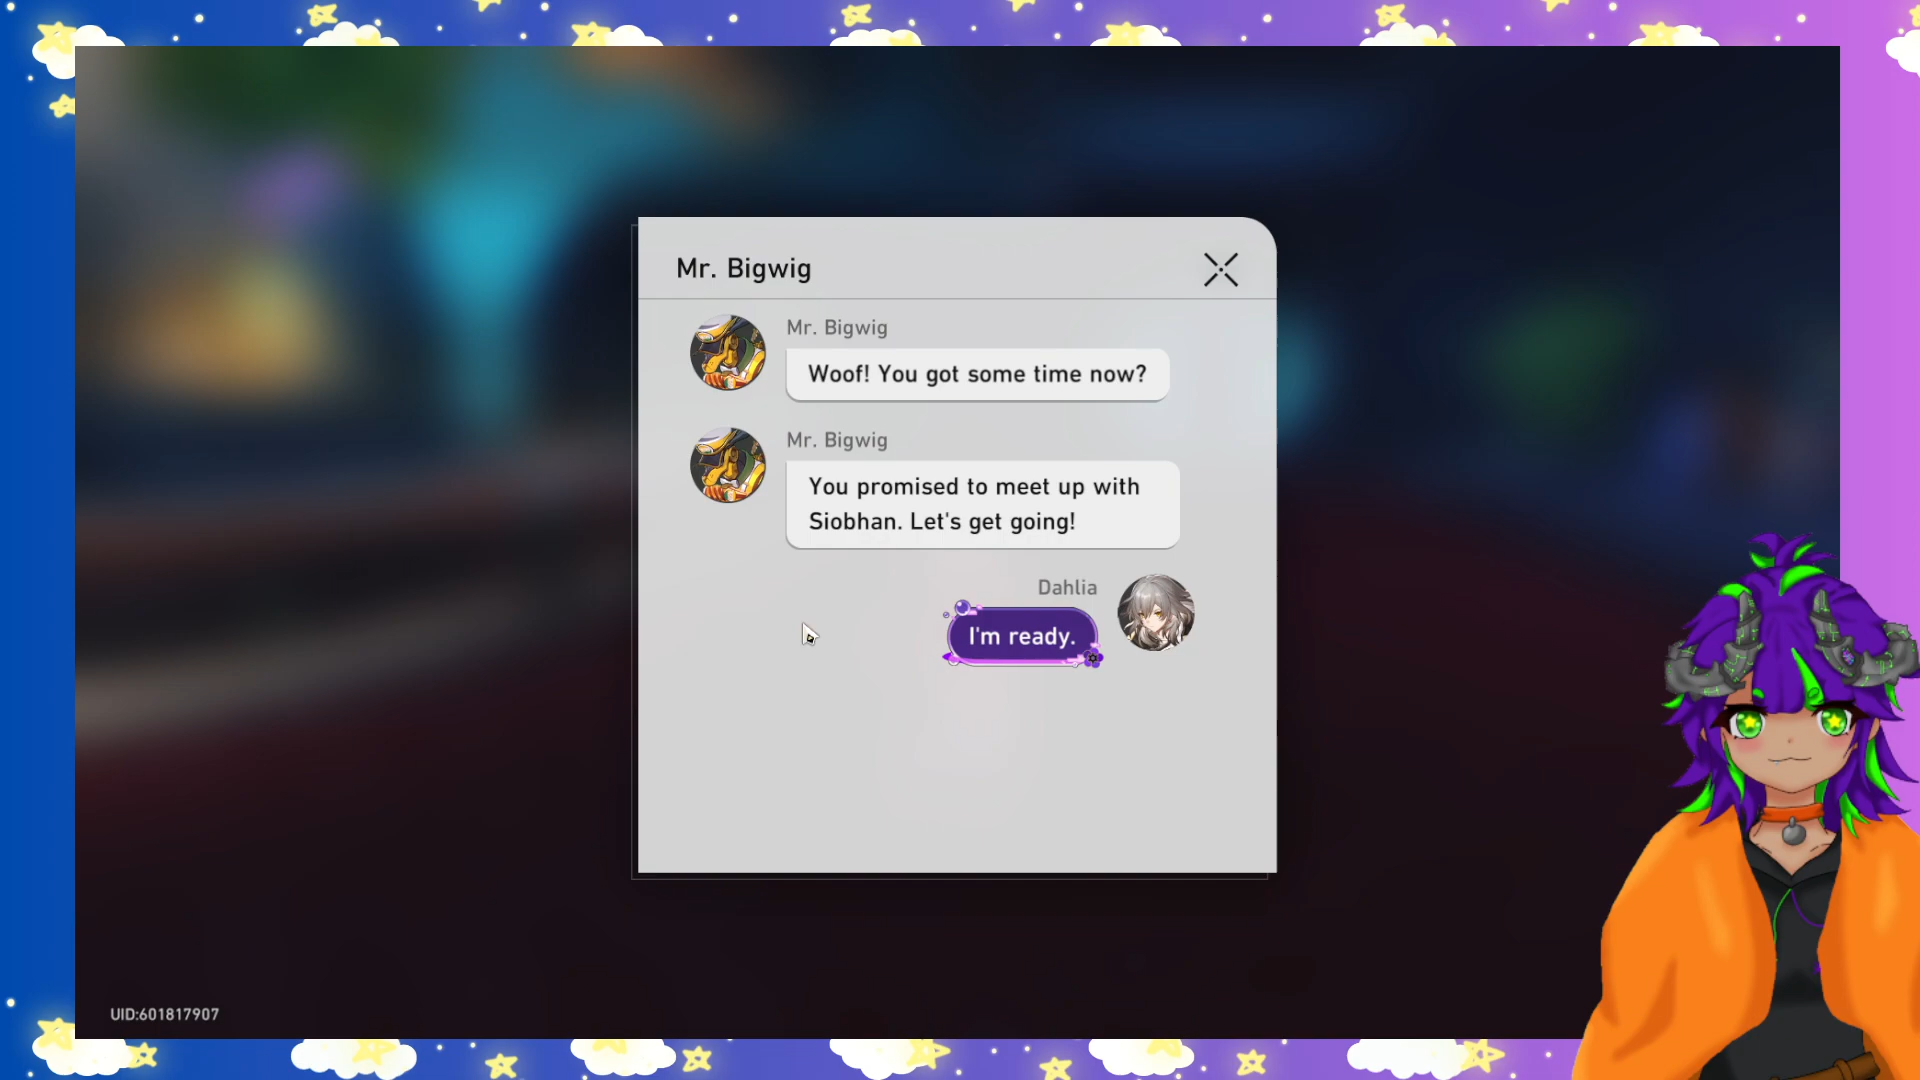 Mr. Bigwig
Mr. Bigwig
Woof! You got some time now?
Mr. Bigwig
You promised to meet up with
Siobhan. Let's get going!
Dahlia
I'm ready.
UID:601817907